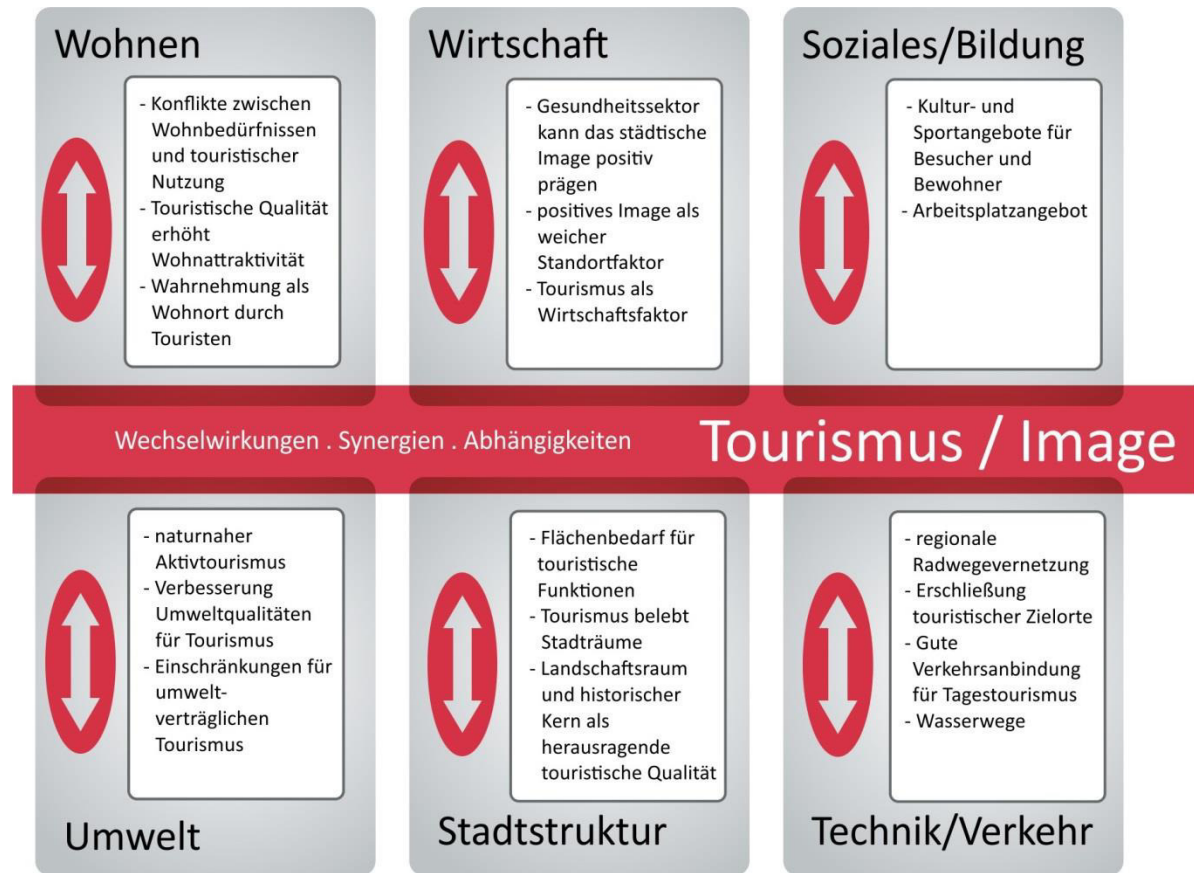 Wohnen
- Konflikte zwischen
Wohnbedürfnissen
und touristischer
Nutzung
- Touristische Qualität
erhöht
Wohnattraktivität
- Wahrnehmung als
Wohnort durch
Touristen
Wirtschaft
- Gesundheitssektor
kann das städtische
Image positiv
prägen
- positives Image als
weicher
Standortfaktor
- Tourismus als
Wirtschaftsfaktor
Soziales/Bildung
- Kultur- und
Sportangebote für
Besucher und
Bewohner
- Arbeitsplatzangebot
Wechselwirkungen . Synergien . Abhängigkeiten
Tourismus / Image
- naturnaher
Aktivtourismus
- Verbesserung
Umweltqualitäten
für Tourismus
- Einschränkungen für
umwelt-
verträglichen
Tourismus
Umwelt
- Flächenbedarf für
touristische
Funktionen
- Tourismus belebt
Stadträume
- Landschaftsraum
und historischer
Kern als
herausragende
touristische Qualität
Stadtstruktur
- regionale
Radwegevernetzung
- Erschließung
touristischer Zielorte
- Gute
Verkehrsanbindung
für Tagestourismus
- Wasserwege
Technik/Verkehr